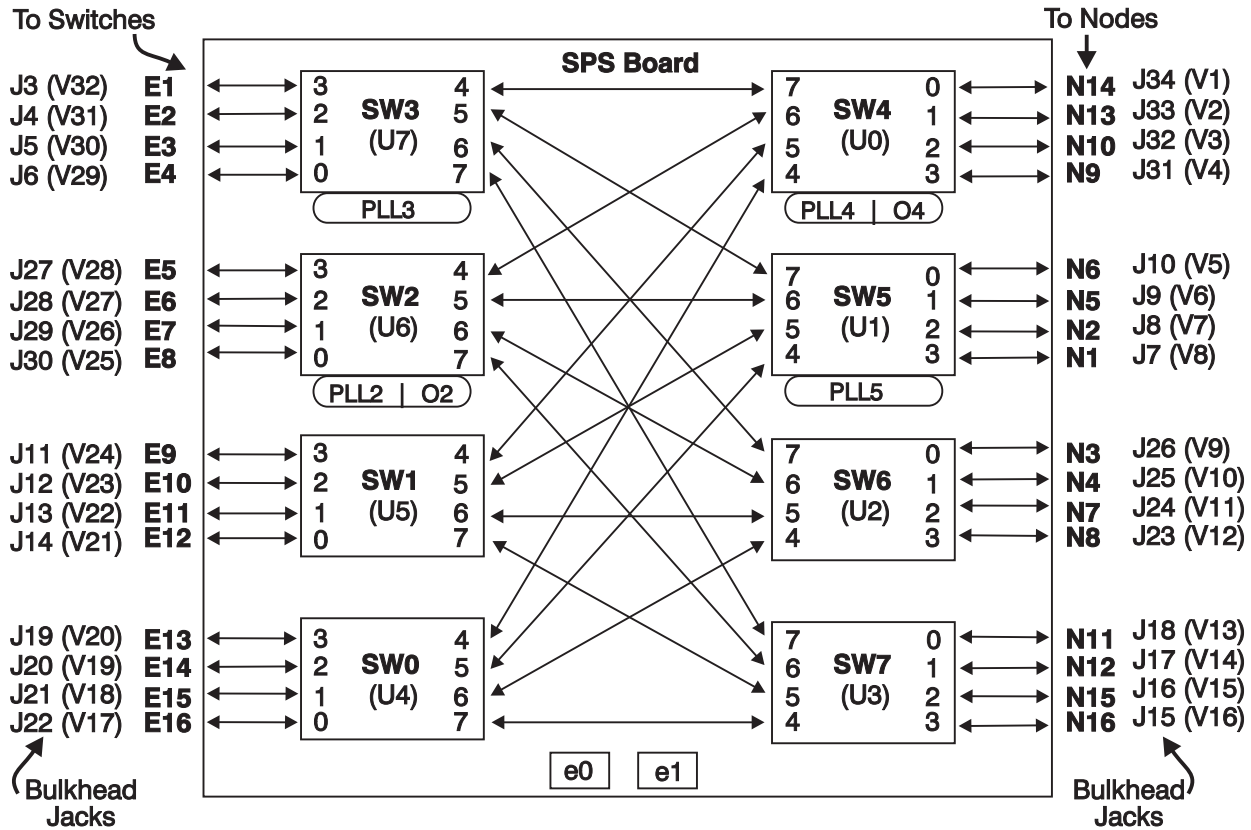 To Switches
To Nodes
SPS Board
J3 (V32) E1 3 SW3 4 7 SW4 0 N14 J34 (V1)
J4 (V31) E2 2 (U7) 5 6 (U0) 1 N13 J33 (V2)
J5 (V30) E3 1 6 5 2 N10 J32 (V3)
J6 (V29) E4 0 7 4 3 N9 J31 (V4)
PLL3 PLL4 | O4
J27 (V28) E5 3 SW2 4 7 SW5 0 N6 J10 (V5)
J28 (V27) E6 2 (U6) 5 6 (U1) 1 N5 J9 (V6)
J29 (V26) E7 1 6 5 2 N2 J8 (V7)
J30 (V25) E8 0 7 4 3 N1 J7 (V8)
PLL2 | O2 PLL5
J11 (V24) E9 3 SW1 4 7 SW6 0 N3 J26 (V9)
J12 (V23) E10 2 (U5) 5 6 (U2) 1 N4 J25 (V10)
J13 (V22) E11 1 6 5 2 N7 J24 (V11)
J14 (V21) E12 0 7 4 3 N8 J23 (V12)
J19 (V20) E13 3 SW0 4 7 SW7 0 N11 J18 (V13)
J20 (V19) E14 2 (U4) 5 6 (U3) 1 N12 J17 (V14)
J21 (V18) E15 1 6 5 2 N15 J16 (V15)
J22 (V17) E16 0 7 4 3 N16 J15 (V16)
e0 e1
Bulkhead
Jacks
Bulkhead
Jacks